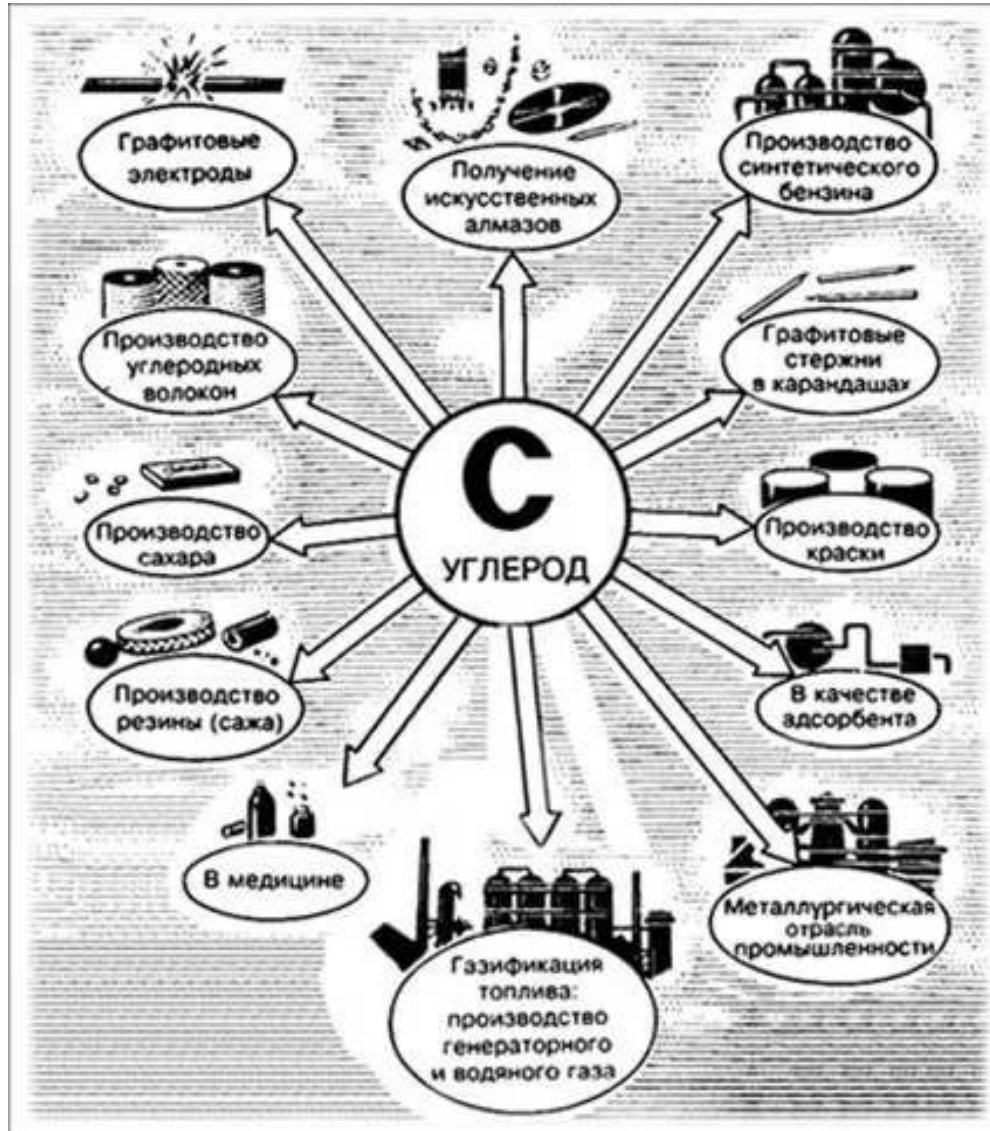 Графитовые
электроды
Получение
искусственных
алмазов
Производство
синтетического
бензина
Производство
углеродных
волокон
Графитовые
стержни
в карандашах
С
УГЛЕРОД
Производство
сахара
Производство
краски
Производство
резины (сажа)
В качестве
адсорбента
В медицине
Металлургическая
отрасль
промышленности
Газификация
топлива:
производство
генераторного
и водяного газа